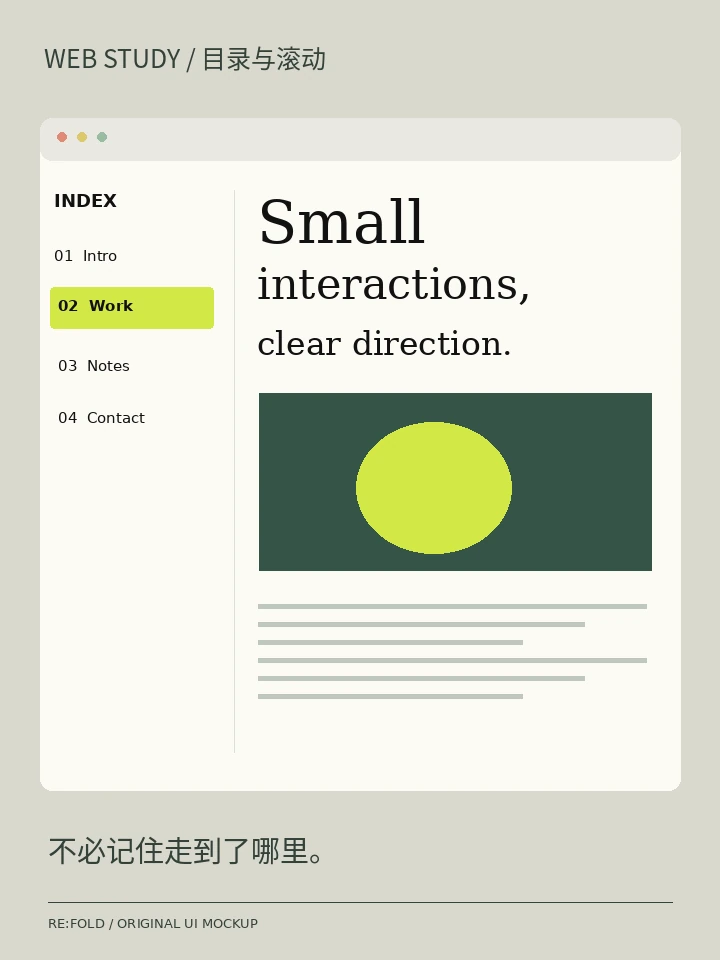 WEB STUDY / 目录与滚动
INDEX
01 Intro
02 Work
03 Notes
04 Contact
Small
interactions,
clear direction.
不必记住走到了哪里。
RE:FOLD / ORIGINAL UI MOCKUP